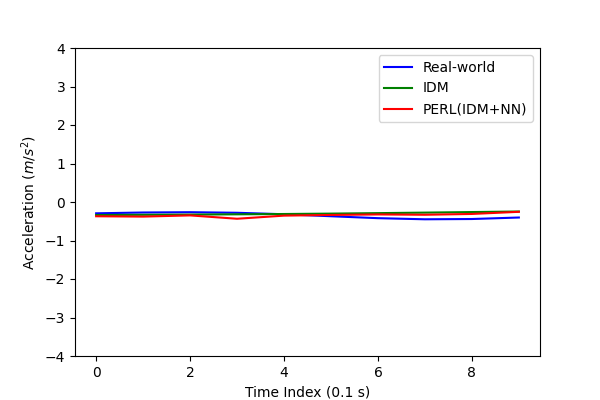 Real-world
IDM
PERL(IDM+NN)
4
3
2
1
0
−1
−2
−3
−4
Acceleration (m/s²)
0 2 4 6 8
Time Index (0.1 s)